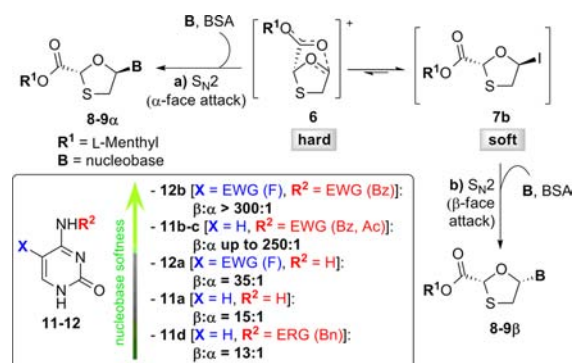 B, BSA
a) SN2
(α-face attack)
R¹O
O
O
B
S
8-9α
R¹ = L-Menthyl
B = nucleobase
R¹O
O
O
S
+
6
hard
O
R¹
O
O
I
S
7b
soft
b) SN2
(β-face
attack)
B, BSA
O
R¹O
O
B
S
8-9β
nucleobase softness
NHR²
X
N
N
H
O
11-12
- 12b [X = EWG (F), R² = EWG (Bz)]:
β:α > 300:1
- 11b-c [X = H, R² = EWG (Bz, Ac)]:
β:α up to 250:1
- 12a [X = EWG (F), R² = H]:
β:α = 35:1
- 11a [X = H, R² = H]:
β:α = 15:1
- 11d [X = H, R² = ERG (Bn)]:
β:α = 13:1